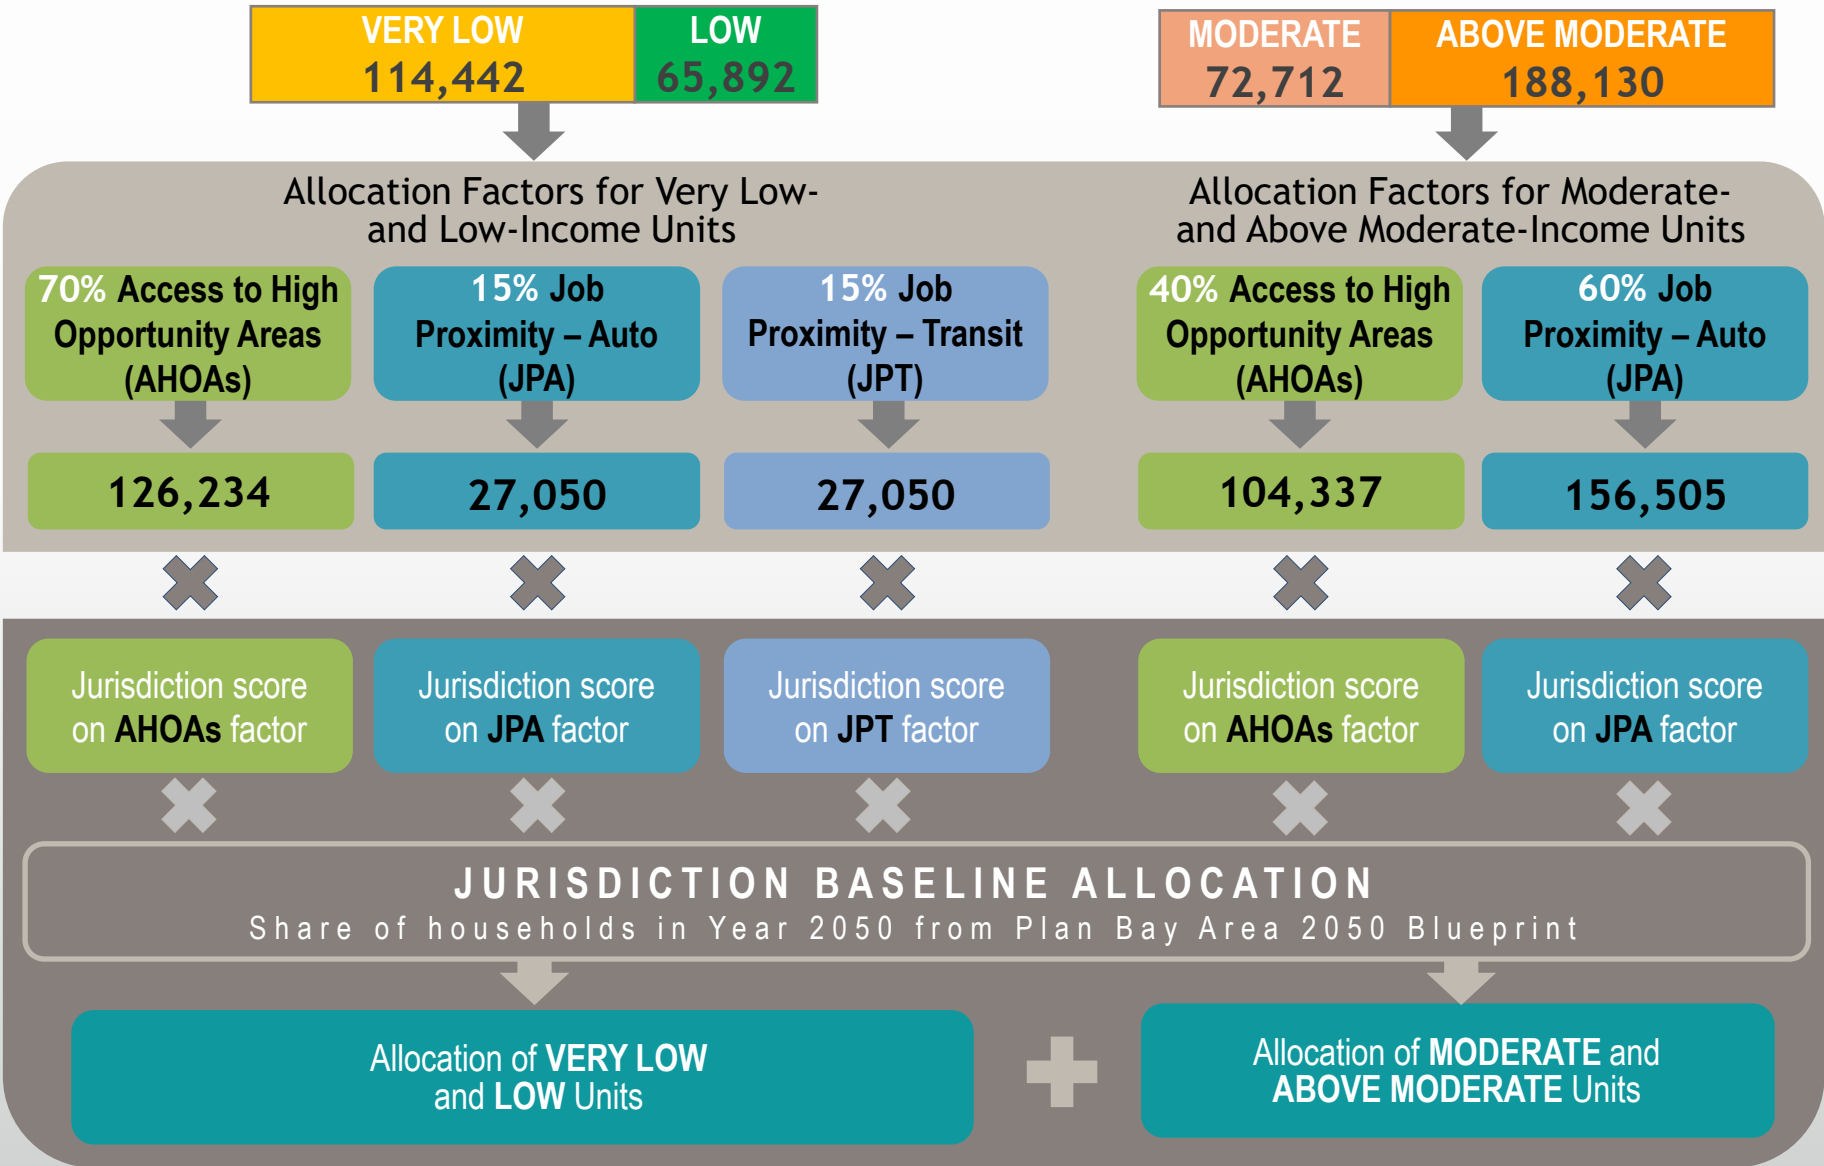 VERY LOW
114,442
LOW
65,892
MODERATE
72,712
ABOVE MODERATE
188,130
Allocation Factors for Very Low-
and Low-Income Units
Allocation Factors for Moderate-
and Above Moderate-Income Units
70% Access to High
Opportunity Areas
(AHOAs)
15% Job
Proximity – Auto
(JPA)
15% Job
Proximity – Transit
(JPT)
40% Access to High
Opportunity Areas
(AHOAs)
60% Job
Proximity – Auto
(JPA)
126,234
27,050
27,050
104,337
156,505
Jurisdiction score
on AHOAs factor
Jurisdiction score
on JPA factor
Jurisdiction score
on JPT factor
Jurisdiction score
on AHOAs factor
Jurisdiction score
on JPA factor
JURISDICTION BASELINE ALLOCATION
Share of households in Year 2050 from Plan Bay Area 2050 Blueprint
Allocation of VERY LOW
and LOW Units
Allocation of MODERATE and
ABOVE MODERATE Units